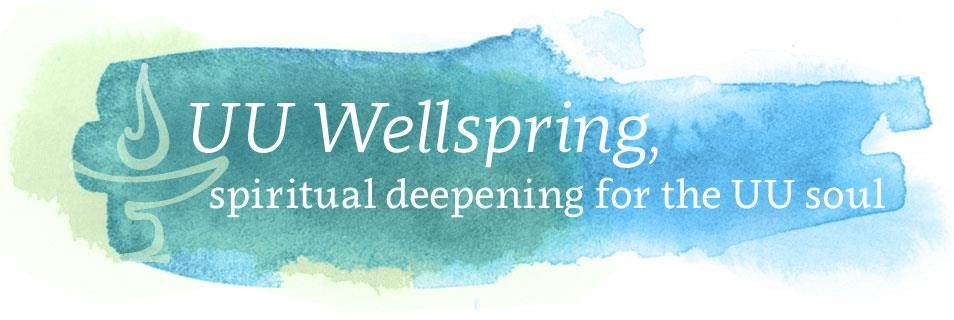 UU Wellspring,
spiritual deepening for the UU soul